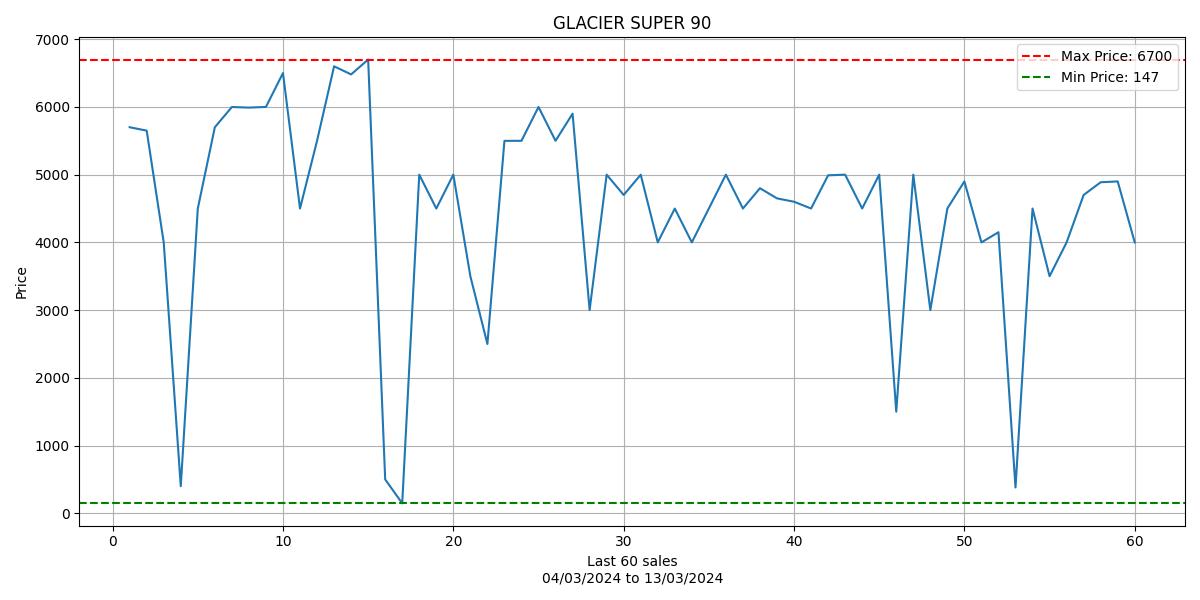 GLACIER SUPER 90
7000
6000
5000
4000
3000
2000
1000
0
Price
Max Price: 6700
Min Price: 147
0 10 20 30 40 50 60
Last 60 sales
04/03/2024 to 13/03/2024